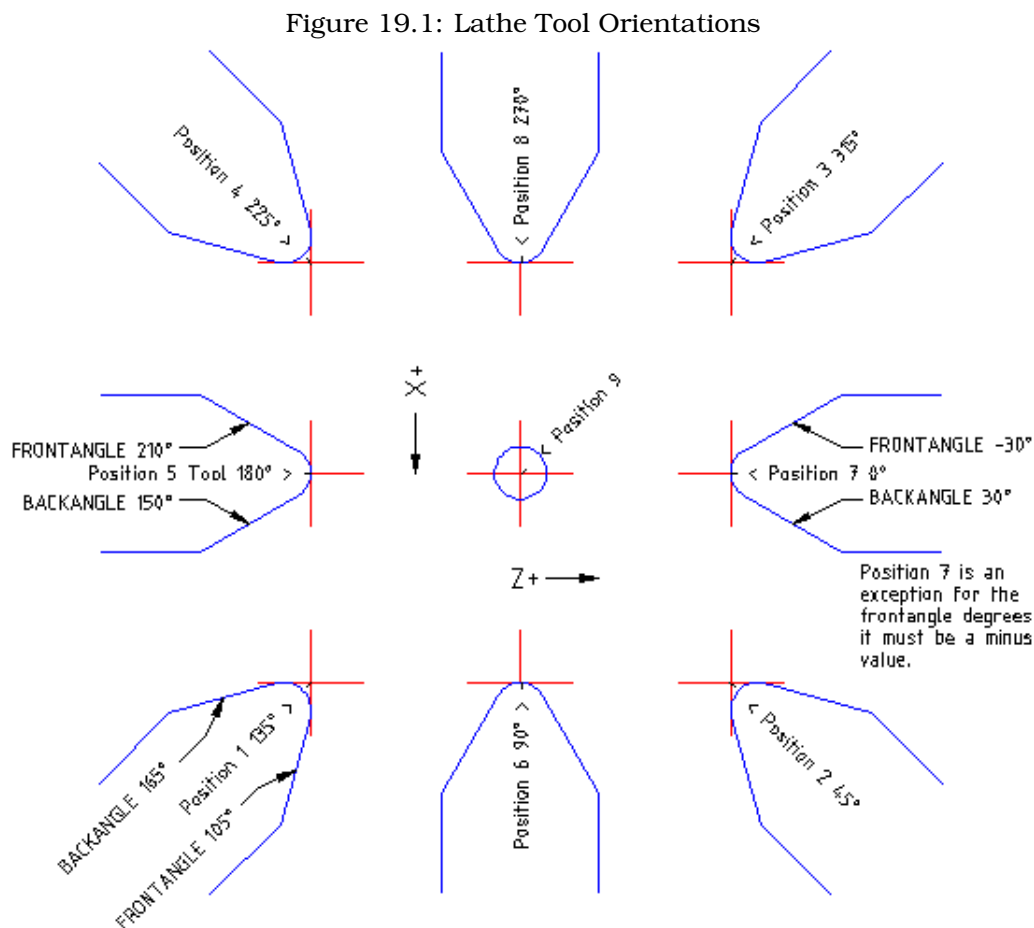 Figure 19.1: Lathe Tool Orientations
Position 4 225°
Position 8 270°
Position 3 315°
X+
Position 9
FRONTANGLE 210°
Position 5 Tool 180°
BACKANGLE 150°
FRONTANGLE -30°
Position 7 0°
BACKANGLE 30°
Z+
Position 7 is an
exception for the
frontangle degrees
it must be a minus
value.
BACKANGLE 165°
Position 1 135°
FRONTANGLE 105°
Position 6 90°
Position 2 45°